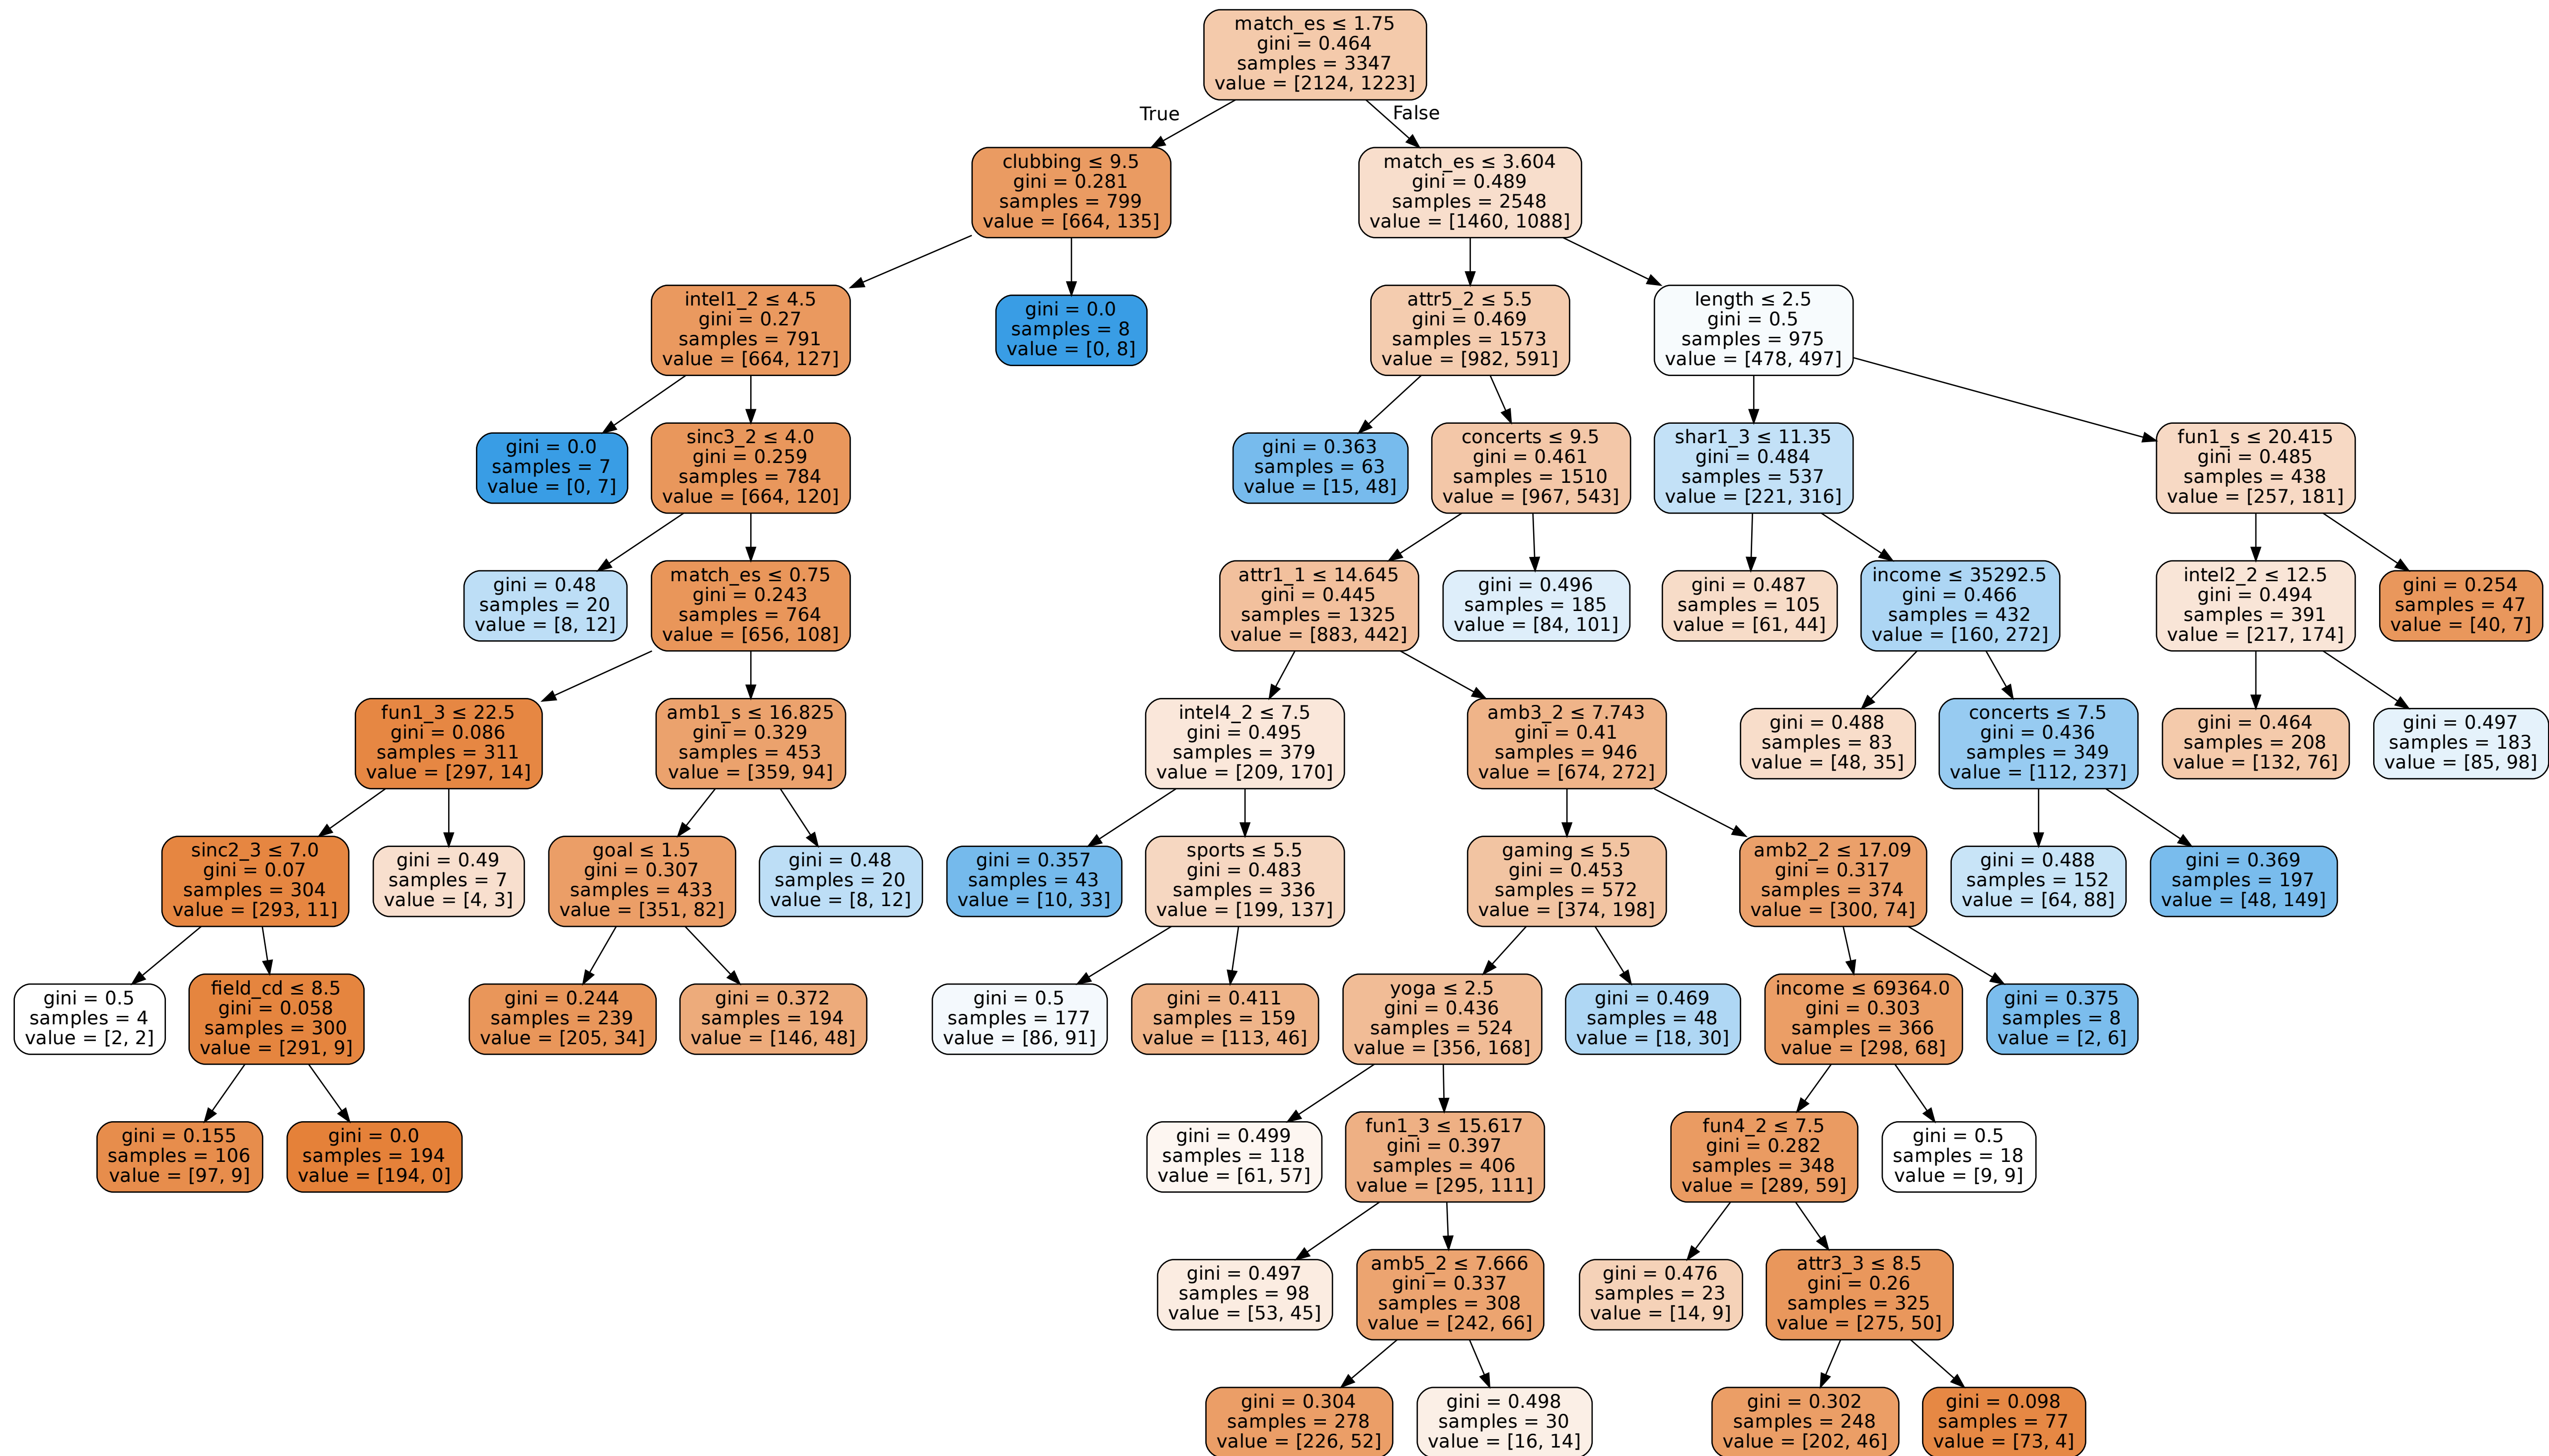 match_es ≤ 1.75
gini = 0.464
samples = 3347
value = [2124, 1223]
True
False
clubbing ≤ 9.5
gini = 0.281
samples = 799
value = [664, 135]
match_es ≤ 3.604
gini = 0.489
samples = 2548
value = [1460, 1088]
intel1_2 ≤ 4.5
gini = 0.27
samples = 791
value = [664, 127]
gini = 0.0
samples = 8
value = [0, 8]
attr5_2 ≤ 5.5
gini = 0.469
samples = 1573
value = [982, 591]
length ≤ 2.5
gini = 0.5
samples = 975
value = [478, 497]
gini = 0.0
samples = 7
value = [0, 7]
sinc3_2 ≤ 4.0
gini = 0.259
samples = 784
value = [664, 120]
gini = 0.363
samples = 63
value = [15, 48]
concerts ≤ 9.5
gini = 0.461
samples = 1510
value = [967, 543]
shar1_3 ≤ 11.35
gini = 0.484
samples = 537
value = [221, 316]
fun1_s ≤ 20.415
gini = 0.485
samples = 438
value = [257, 181]
gini = 0.48
samples = 20
value = [8, 12]
match_es ≤ 0.75
gini = 0.243
samples = 764
value = [656, 108]
attr1_1 ≤ 14.645
gini = 0.445
samples = 1325
value = [883, 442]
gini = 0.496
samples = 185
value = [84, 101]
gini = 0.487
samples = 105
value = [61, 44]
income ≤ 35292.5
gini = 0.466
samples = 432
value = [160, 272]
intel2_2 ≤ 12.5
gini = 0.494
samples = 391
value = [217, 174]
gini = 0.254
samples = 47
value = [40, 7]
fun1_3 ≤ 22.5
gini = 0.086
samples = 311
value = [297, 14]
amb1_s ≤ 16.825
gini = 0.329
samples = 453
value = [359, 94]
intel4_2 ≤ 7.5
gini = 0.495
samples = 379
value = [209, 170]
amb3_2 ≤ 7.743
gini = 0.41
samples = 946
value = [674, 272]
gini = 0.488
samples = 83
value = [48, 35]
concerts ≤ 7.5
gini = 0.436
samples = 349
value = [112, 237]
gini = 0.464
samples = 208
value = [132, 76]
gini = 0.497
samples = 183
value = [85, 98]
sinc2_3 ≤ 7.0
gini = 0.07
samples = 304
value = [293, 11]
gini = 0.49
samples = 7
value = [4, 3]
goal ≤ 1.5
gini = 0.307
samples = 433
value = [351, 82]
gini = 0.48
samples = 20
value = [8, 12]
gini = 0.357
samples = 43
value = [10, 33]
sports ≤ 5.5
gini = 0.483
samples = 336
value = [199, 137]
gaming ≤ 5.5
gini = 0.453
samples = 572
value = [374, 198]
amb2_2 ≤ 17.09
gini = 0.317
samples = 374
value = [300, 74]
gini = 0.488
samples = 152
value = [64, 88]
gini = 0.369
samples = 197
value = [48, 149]
gini = 0.5
samples = 4
value = [2, 2]
field_cd ≤ 8.5
gini = 0.058
samples = 300
value = [291, 9]
gini = 0.244
samples = 239
value = [205, 34]
gini = 0.372
samples = 194
value = [146, 48]
gini = 0.5
samples = 177
value = [86, 91]
gini = 0.411
samples = 159
value = [113, 46]
yoga ≤ 2.5
gini = 0.436
samples = 524
value = [356, 168]
gini = 0.469
samples = 48
value = [18, 30]
income ≤ 69364.0
gini = 0.303
samples = 366
value = [298, 68]
gini = 0.375
samples = 8
value = [2, 6]
gini = 0.155
samples = 106
value = [97, 9]
gini = 0.0
samples = 194
value = [194, 0]
gini = 0.499
samples = 118
value = [61, 57]
fun1_3 ≤ 15.617
gini = 0.397
samples = 406
value = [295, 111]
fun4_2 ≤ 7.5
gini = 0.282
samples = 348
value = [289, 59]
gini = 0.5
samples = 18
value = [9, 9]
gini = 0.497
samples = 98
value = [53, 45]
amb5_2 ≤ 7.666
gini = 0.337
samples = 308
value = [242, 66]
gini = 0.476
samples = 23
value = [14, 9]
attr3_3 ≤ 8.5
gini = 0.26
samples = 325
value = [275, 50]
gini = 0.304
samples = 278
value = [226, 52]
gini = 0.498
samples = 30
value = [16, 14]
gini = 0.302
samples = 248
value = [202, 46]
gini = 0.098
samples = 77
value = [73, 4]